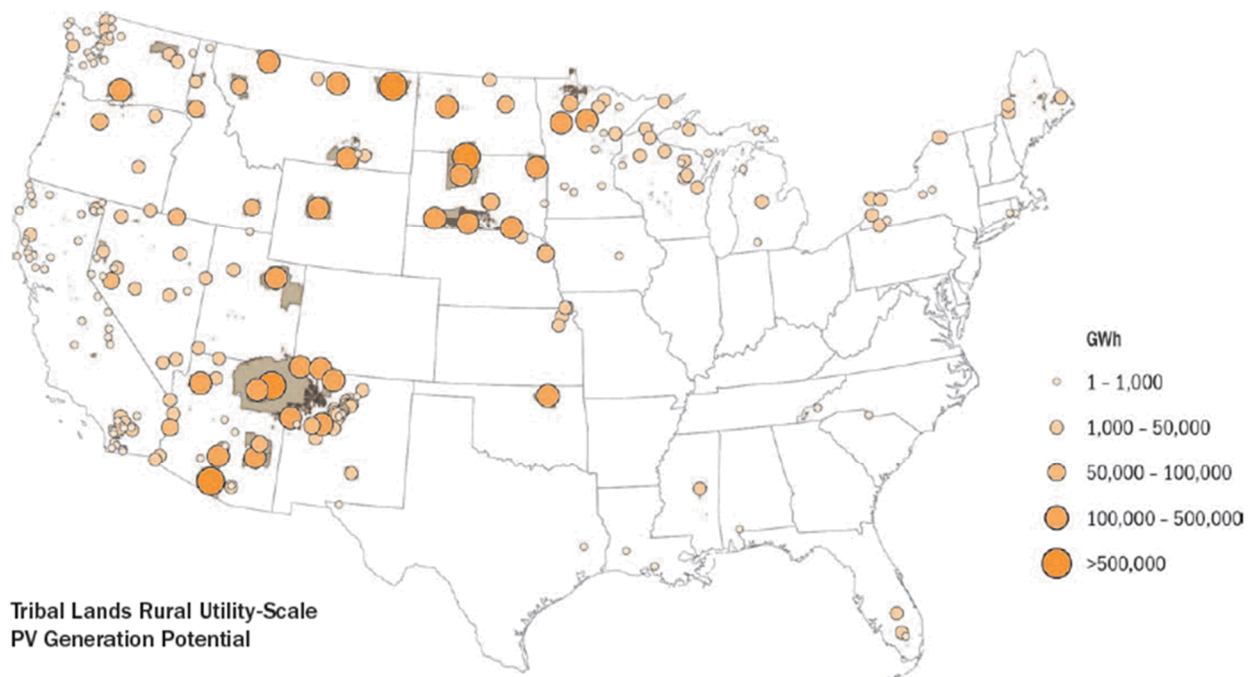 GWh
1 – 1,000
1,000 – 50,000
50,000 – 100,000
100,000 – 500,000
>500,000
Tribal Lands Rural Utility-Scale
PV Generation Potential